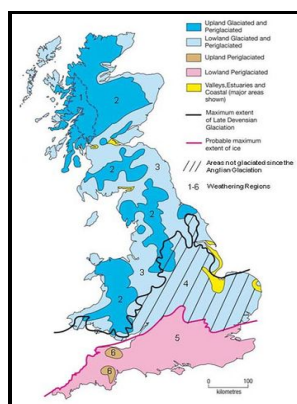 Upland Glaciated and
Periglaciated
Lowland Glaciated and
Periglaciated
Upland Periglaciated
Lowland Periglaciated
Valleys, Estuaries and
Coastal (major areas
shown)
Maximum extent
of Late Devensian
Glaciation
Probable maximum
extent of ice
Areas not glaciated since the
Anglian Glaciation
1-6 Weathering Regions
1
2
3
2
3
2
4
5
6
6
0 100
kilometres